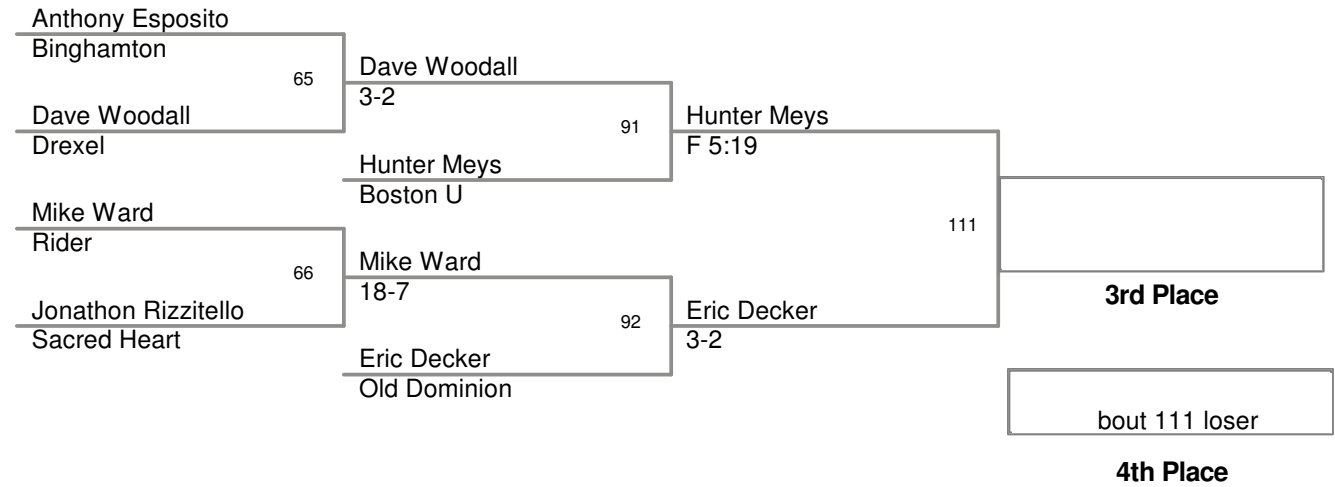 Anthony Esposito
Binghamton
65
Dave Woodall
Drexel
Dave Woodall
3-2
91
Hunter Meys
Boston U
Hunter Meys
F 5:19
Mike Ward
Rider
66
Jonathon Rizzitello
Sacred Heart
Mike Ward
18-7
92
Eric Decker
Old Dominion
Eric Decker
3-2
111
3rd Place
bout 111 loser
4th Place